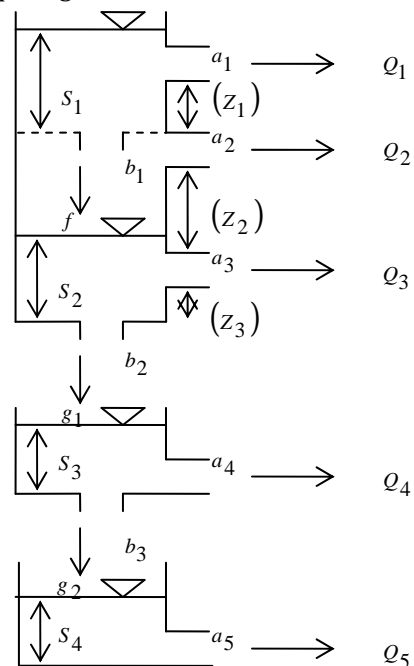 a1 Q1
S1 (Z1)
a2 Q2
b1
f (Z2)
a3 Q3
S2 (Z3)
b2
g1
S3 a4 Q4
b3
g2
S4 a5 Q5